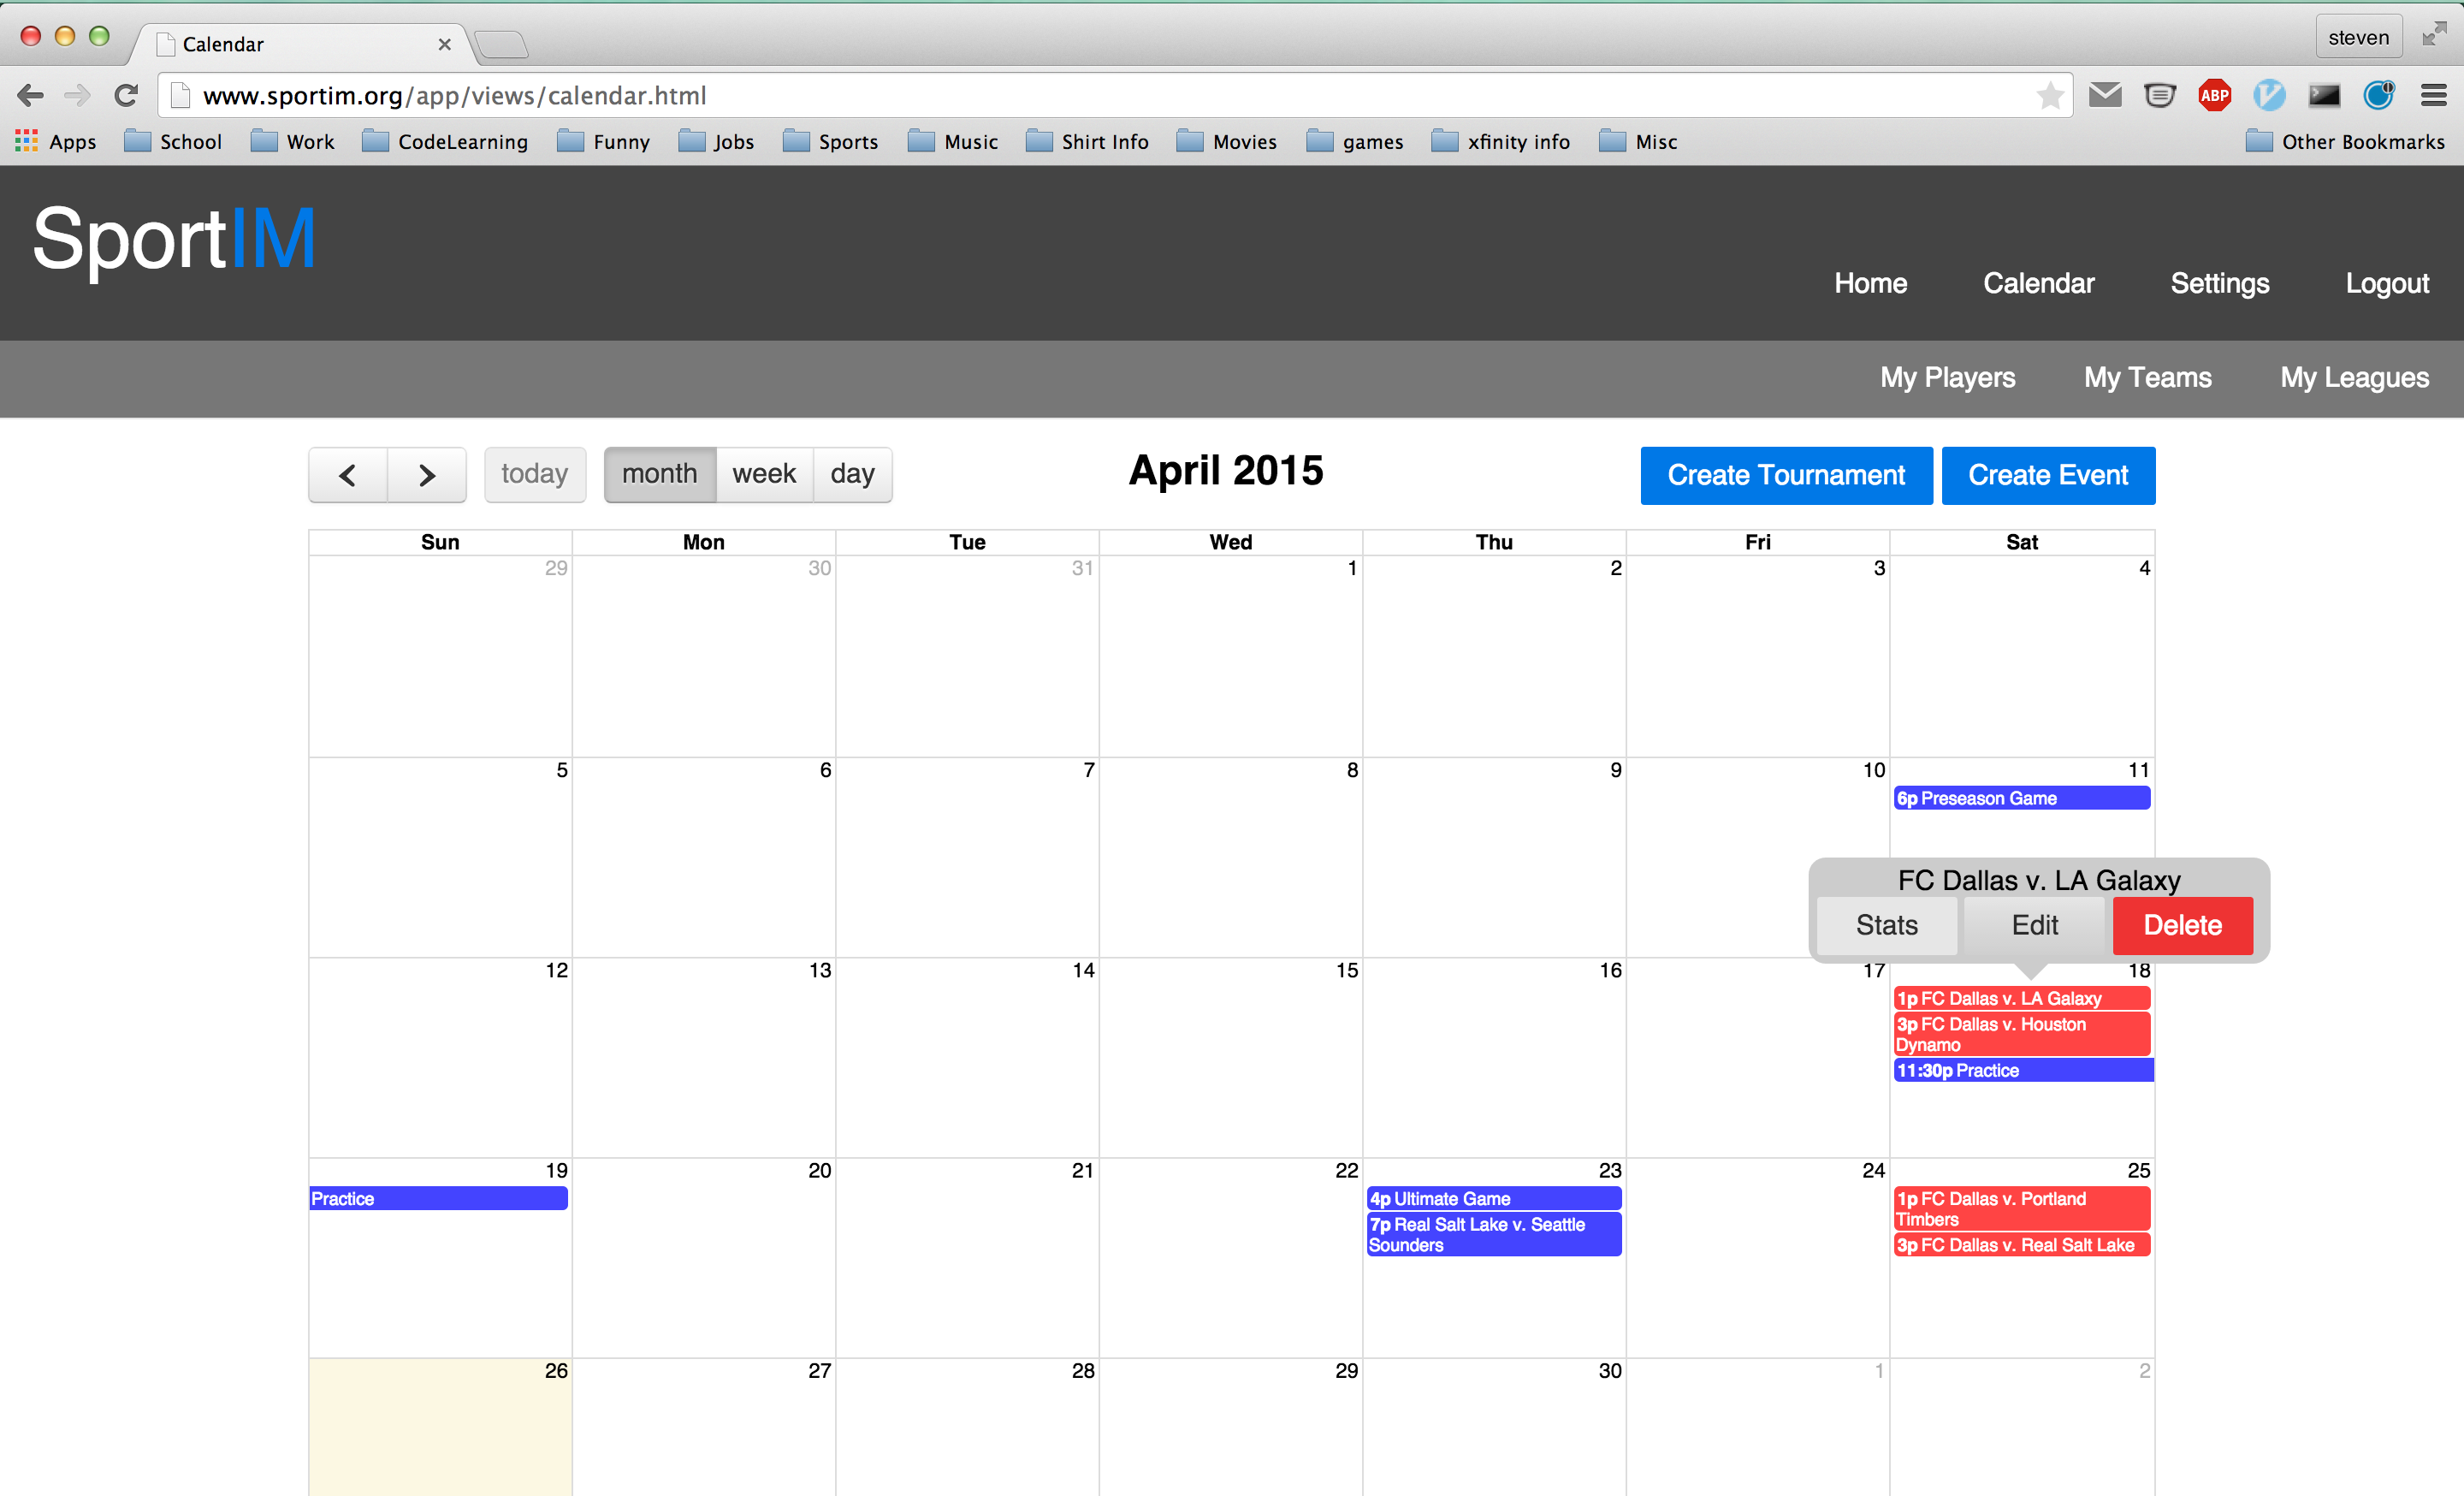 Calendar
steven
www.sportim.org/app/views/calendar.html
ABP
Apps School Work CodeLearning Funny Jobs Sports Music Shirt Info Movies games xfinity info Misc Other Bookmarks
SportIM
Home Calendar Settings Logout
My Players My Teams My Leagues
today month week day April 2015 Create Tournament Create Event
Sun Mon Tue Wed Thu Fri Sat
29 30 31 1 2 3 4
5 6 7 8 9 10 11
6p Preseason Game
FC Dallas v. LA Galaxy
Stats Edit Delete
12 13 14 15 16 17 18
1p FC Dallas v. LA Galaxy
3p FC Dallas v. Houston
Dynamo
11:30p Practice
19 20 21 22 23 24 25
Practice
4p Ultimate Game
7p Real Salt Lake v. Seattle
Sounders
1p FC Dallas v. Portland
Timbers
3p FC Dallas v. Real Salt Lake
26 27 28 29 30 1 2